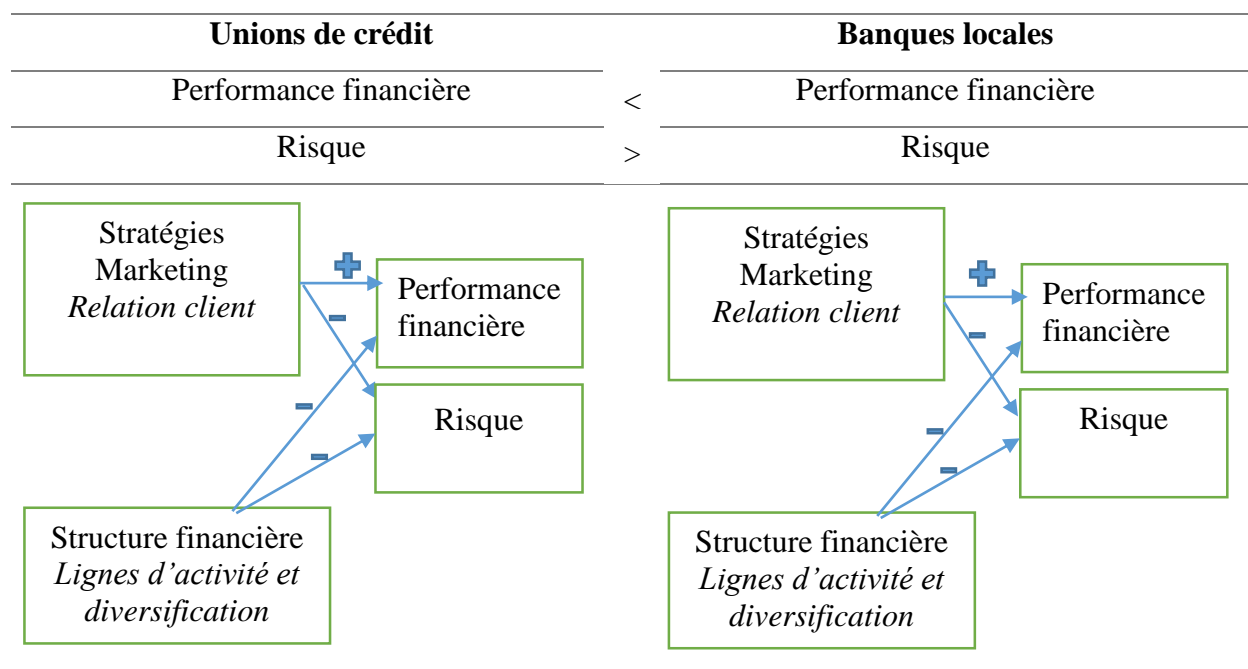 Unions de crédit
Banques locales
Performance financière
<
Performance financière
Risque
>
Risque
Stratégies
Marketing
Relation client
+
-
Performance
financière
-
Risque
-
Structure financière
Lignes d'activité et
diversification
Stratégies
Marketing
Relation client
+
-
Performance
financière
-
Risque
-
Structure financière
Lignes d'activité et
diversification